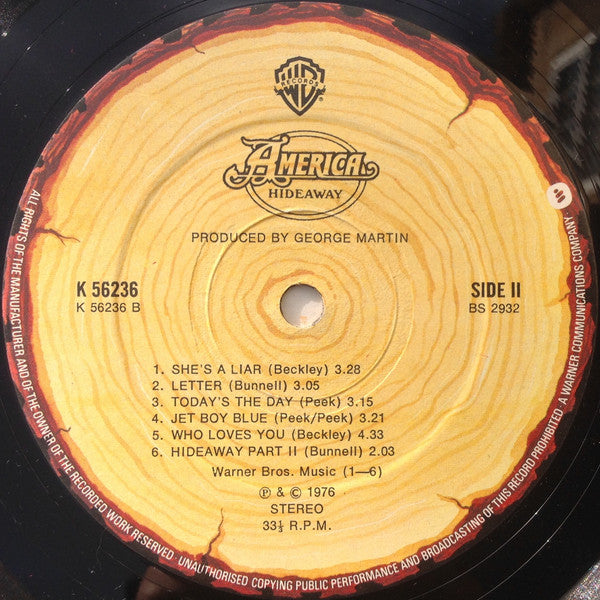 WB
RECORDS
®
AMERICA
HIDEAWAY
PRODUCED BY GEORGE MARTIN
K 56236
K 56236 B
SIDE II
BS 2932
1. SHE'S A LIAR (Beckley) 3.28
2. LETTER (Bunnell) 3.05
3. TODAY'S THE DAY (Peek) 3.15
4. JET BOY BLUE (Peek/Peek) 3.21
5. WHO LOVES YOU (Beckley) 4.33
6. HIDEAWAY PART II (Bunnell) 2.03
Warner Bros. Music (1—6)
℗ & © 1976
STEREO
33⅓ R.P.M.
ALL RIGHTS OF THE MANUFACTURER AND OF THE OWNER OF THE RECORDED WORK RESERVED. UNAUTHORISED COPYING PUBLIC PERFORMANCE AND BROADCASTING OF THIS RECORD PROHIBITED. A WARNER COMMUNICATIONS COMPANY